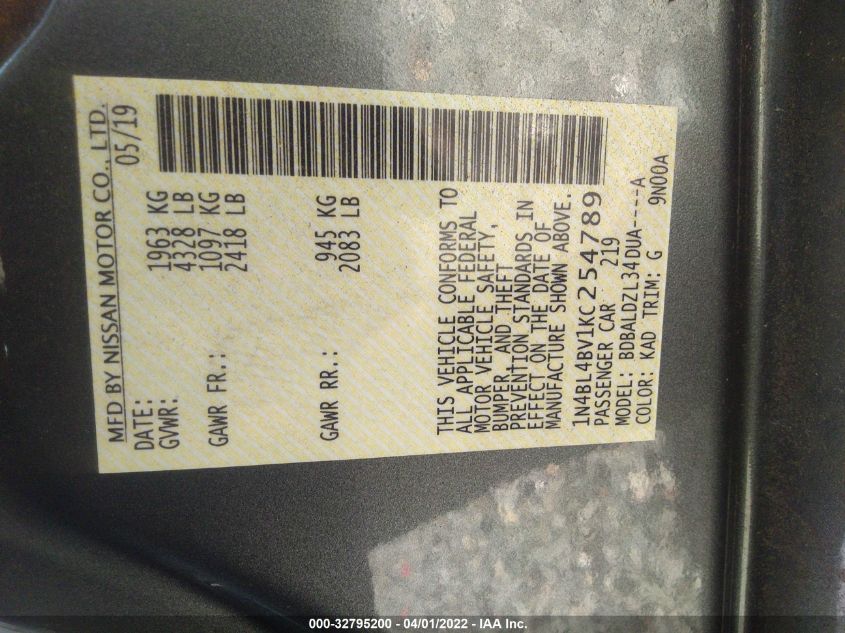 MFD BY NISSAN MOTOR CO., LTD.
DATE: 05/19
GVWR: 1963 KG
4328 LB
GAWR FR.: 1097 KG
2418 LB
GAWR RR.: 945 KG
2083 LB
THIS VEHICLE CONFORMS TO
ALL APPLICABLE FEDERAL
MOTOR VEHICLE SAFETY,
BUMPER, AND THEFT
PREVENTION STANDARDS IN
EFFECT ON THE DATE OF
MANUFACTURE SHOWN ABOVE.
1N4BL4BV1KC254789
PASSENGER CAR 219
MODEL: BDBALDZL34DUA----A
COLOR: KAD TRIM: G 9N00A
000-32795200 - 04/01/2022 - IAA Inc.